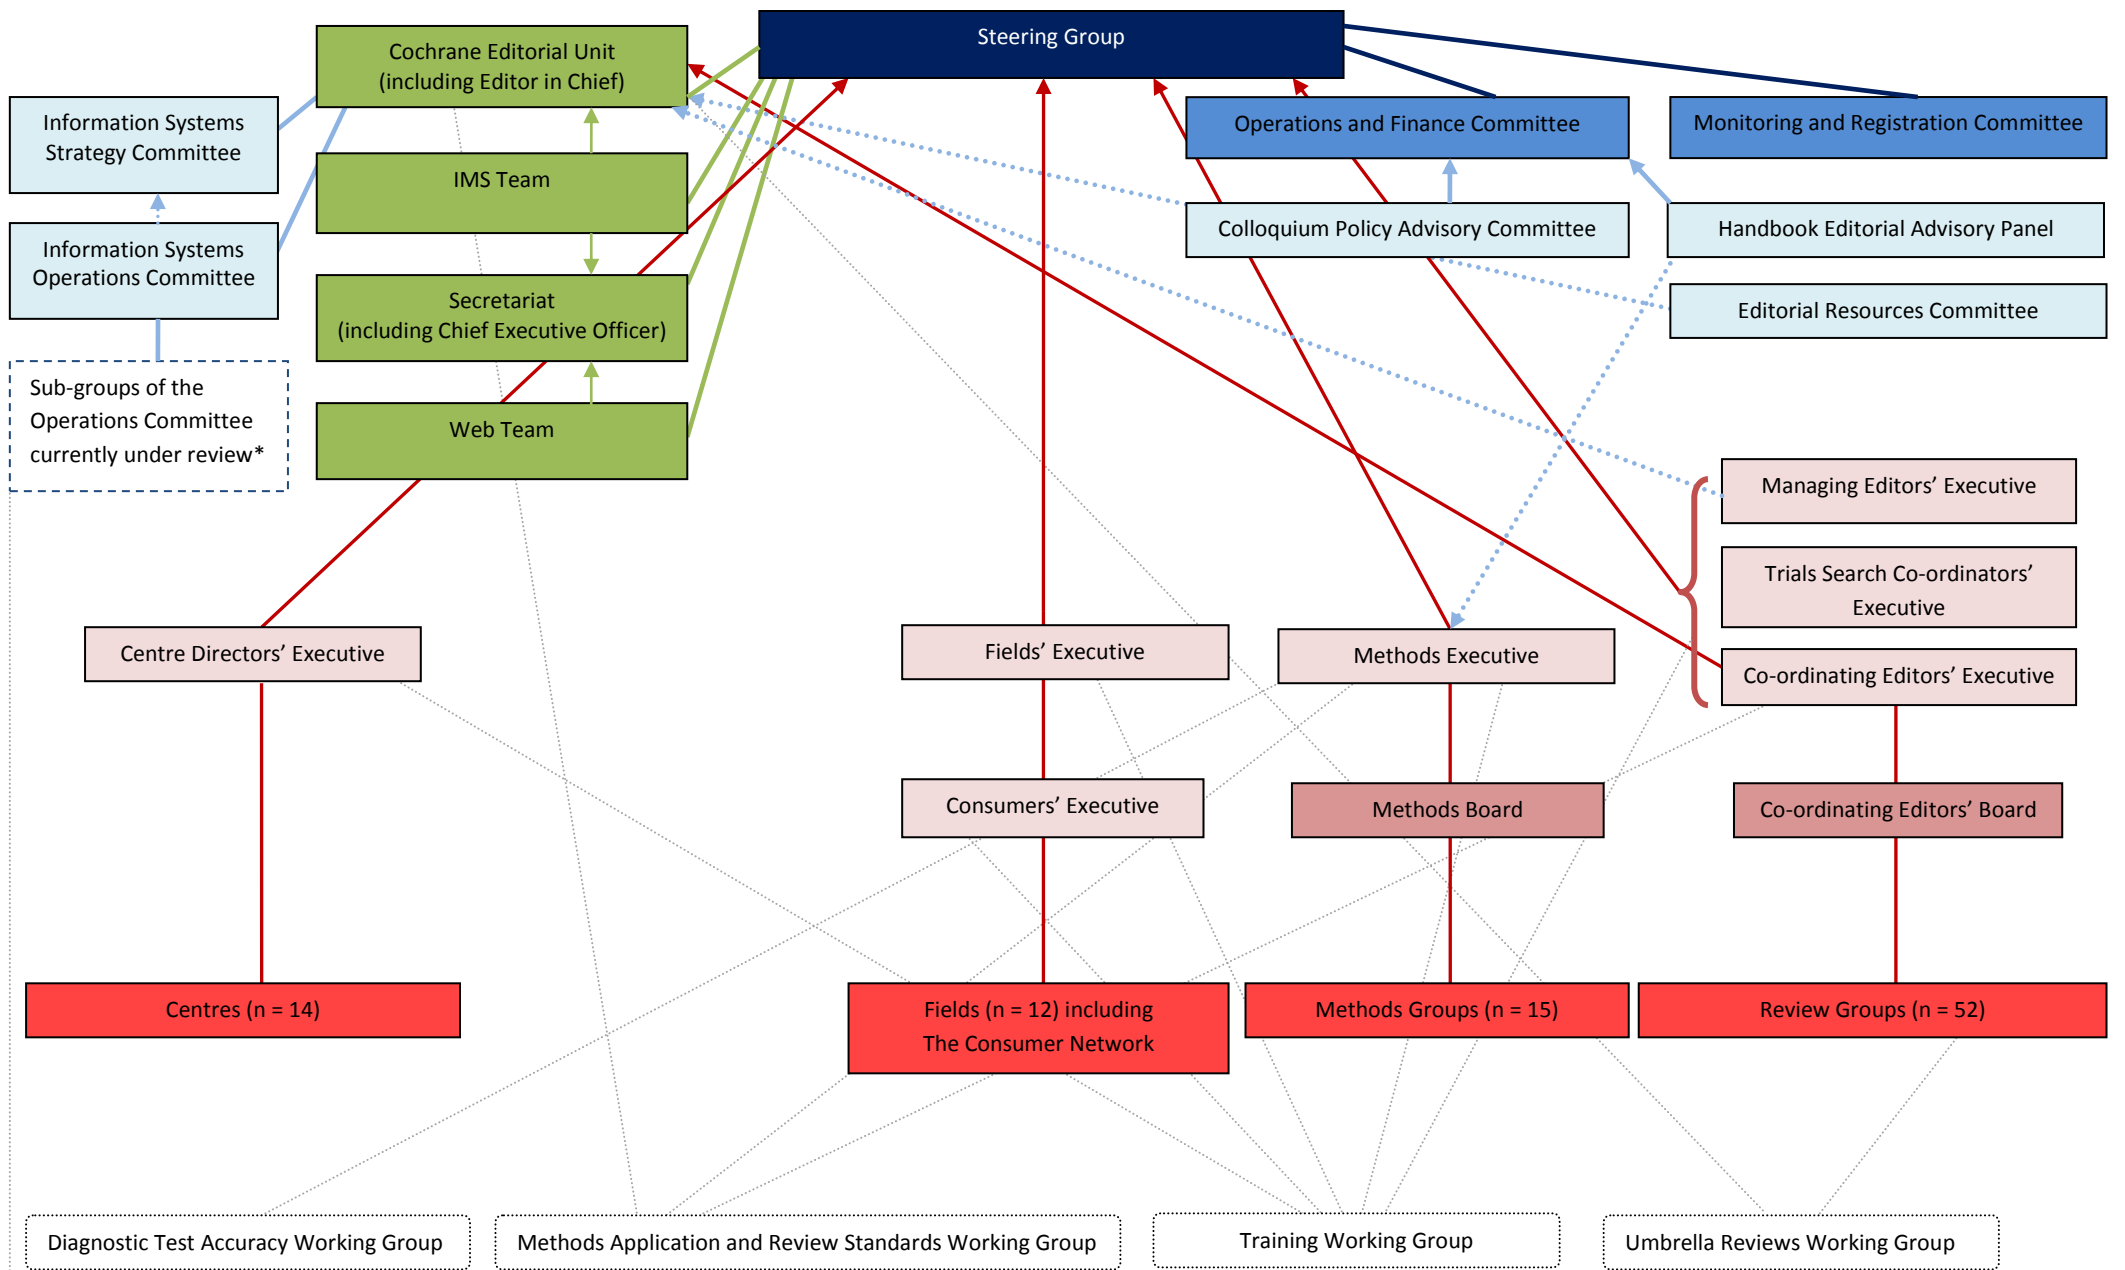 Steering Group
Cochrane Editorial Unit
(including Editor in Chief)
Information Systems
Strategy Committee
Operations and Finance Committee
Monitoring and Registration Committee
IMS Team
Information Systems
Operations Committee
Colloquium Policy Advisory Committee
Handbook Editorial Advisory Panel
Secretariat
(including Chief Executive Officer)
Editorial Resources Committee
Sub-groups of the
Operations Committee
currently under review*
Web Team
Managing Editors’ Executive
Trials Search Co-ordinators’
Executive
Centre Directors’ Executive
Fields’ Executive
Methods Executive
Co-ordinating Editors’ Executive
Consumers’ Executive
Methods Board
Co-ordinating Editors’ Board
Centres (n = 14)
Fields (n = 12) including
The Consumer Network
Methods Groups (n = 15)
Review Groups (n = 52)
Diagnostic Test Accuracy Working Group
Methods Application and Review Standards Working Group
Training Working Group
Umbrella Reviews Working Group